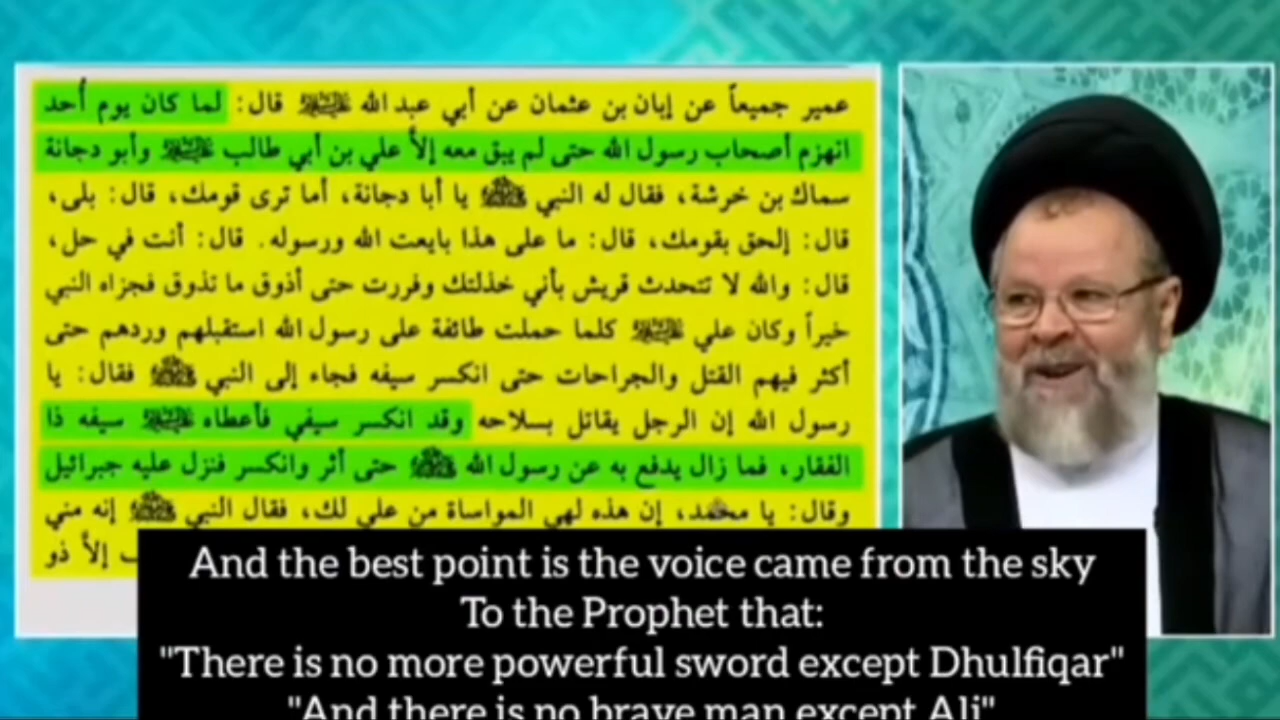 عمير جميعاً عن إبان بن عثمان عن أبي عبد الله قال: لما كان يوم أحد
انهزم أصحاب رسول الله حتى لم يبق معه إلاَّ علي بن أبي طالب وأبو دجانة
سماك بن خرشة، فقال له النبي يا أبا دجانة، أما ترى قومك، قال: بلى،
قال: إلحق بقومك، قال: ما على هذا بايعت الله ورسوله. قال: أنت في حل،
قال: والله لا تتحدث قريش بأني خذلتك وفررت حتى أذوق ما تذوق فجزاه النبي
خيراً وكان علي كلما حملت طائفة على رسول الله استقبلهم وردهم حتى
أكثر فيهم القتل والجراحات حتى انكسر سيفه فجاء إلى النبي فقال: يا
رسول الله إن الرجل يقاتل بسلاحه وقد انكسر سيفي فأعطاه سيفه ذا
الفقار، فما زال يدفع به عن رسول الله حتى أثر وانكسر فنزل عليه جبرائيل
وقال: يا محمد، إن هذه لهي المواساة من علي لك، فقال النبي إنه مني
إلاَّ ذو
And the best point is the voice came from the sky
To the Prophet that:
"There is no more powerful sword except Dhulfiqar"
"And there is no brave man except Ali"